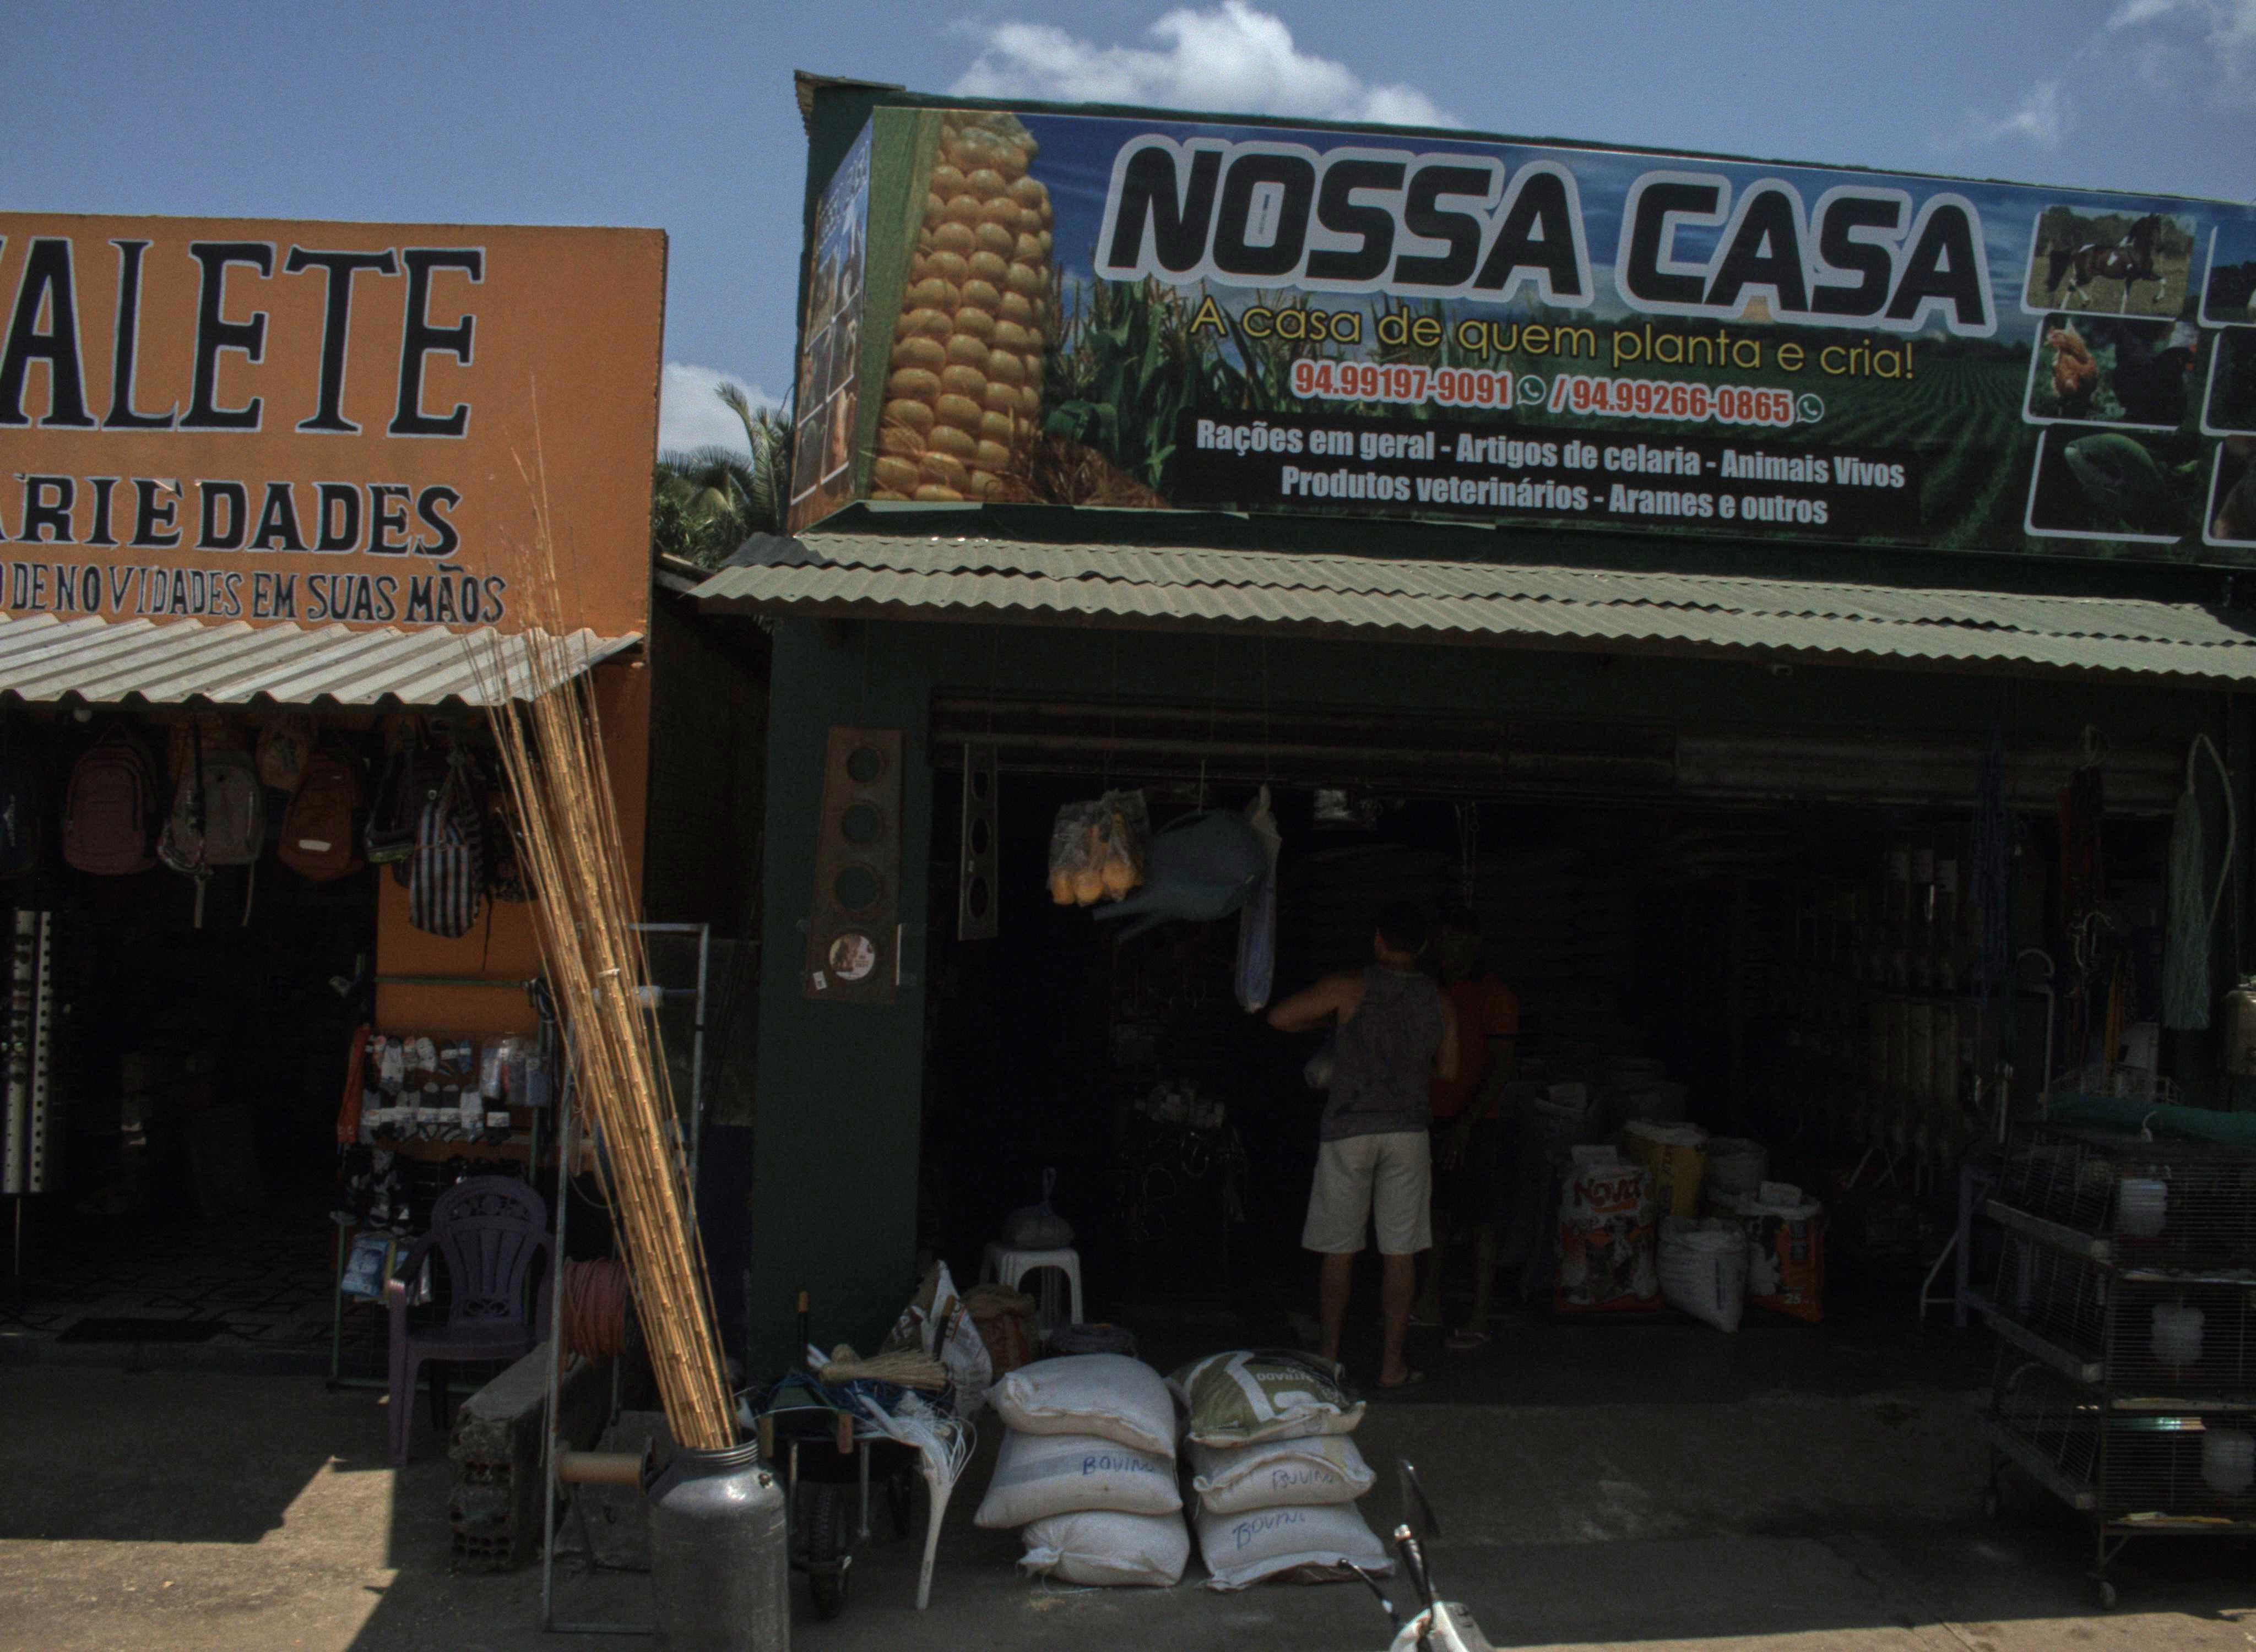 ALETE
ARIEDADES
DE NOVIDADES EM SUAS MÃOS
NOSSA CASA
A casa de quem planta e cria!
94.99197-9091 / 94.99266-0865
Rações em geral - Artigos de celaria - Animais Vivos
Produtos veterinários - Arames e outros
25
BOVINO
BOVINO
BOVINO